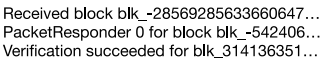 Received block blk_-28569285633660647…
PacketResponder 0 for block blk_-542406…
Verification succeeded for blk_314136351…